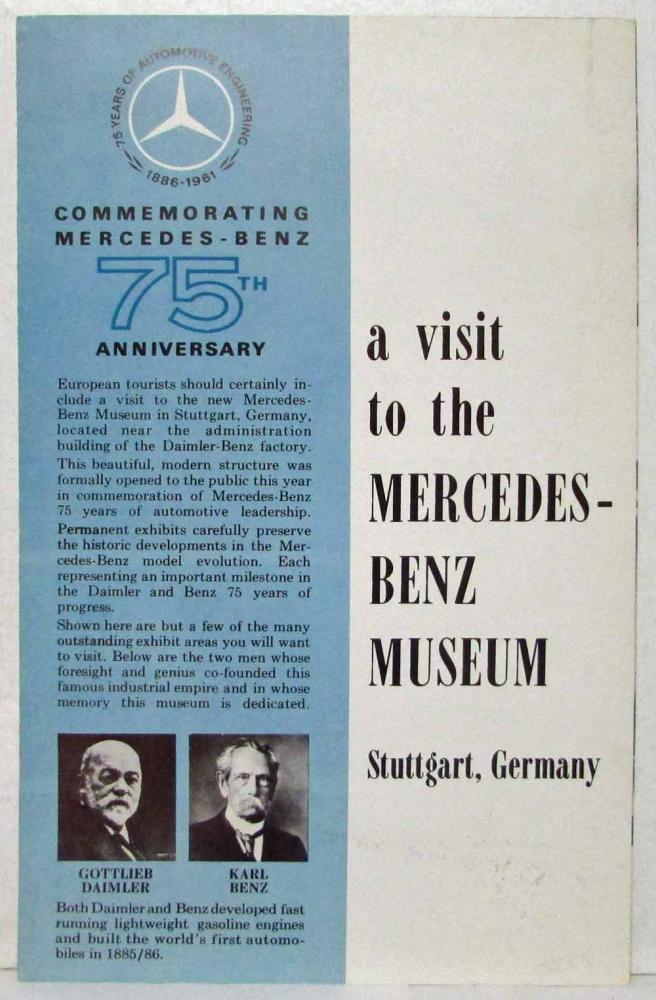 75 YEARS OF AUTOMOTIVE ENGINEERING
1886-1961
COMMEMORATING
MERCEDES-BENZ
75TH
ANNIVERSARY
European tourists should certainly in-
clude a visit to the new Mercedes-
Benz Museum in Stuttgart, Germany,
located near the administration
building of the Daimler-Benz factory.
This beautiful, modern structure was
formally opened to the public this year
in commemoration of Mercedes-Benz
75 years of automotive leadership.
Permanent exhibits carefully preserve
the historic developments in the Mer-
cedes-Benz model evolution. Each
representing an important milestone in
the Daimler and Benz 75 years of
progress.
Shown here are but a few of the many
outstanding exhibit areas you will want
to visit. Below are the two men whose
foresight and genius co-founded this
famous industrial empire and in whose
memory this museum is dedicated.
GOTTLIEB
DAIMLER
KARL
BENZ
Both Daimler and Benz developed fast
running lightweight gasoline engines
and built the world's first automo-
biles in 1885/86.
a visit
to the
MERCEDES-
BENZ
MUSEUM
Stuttgart, Germany